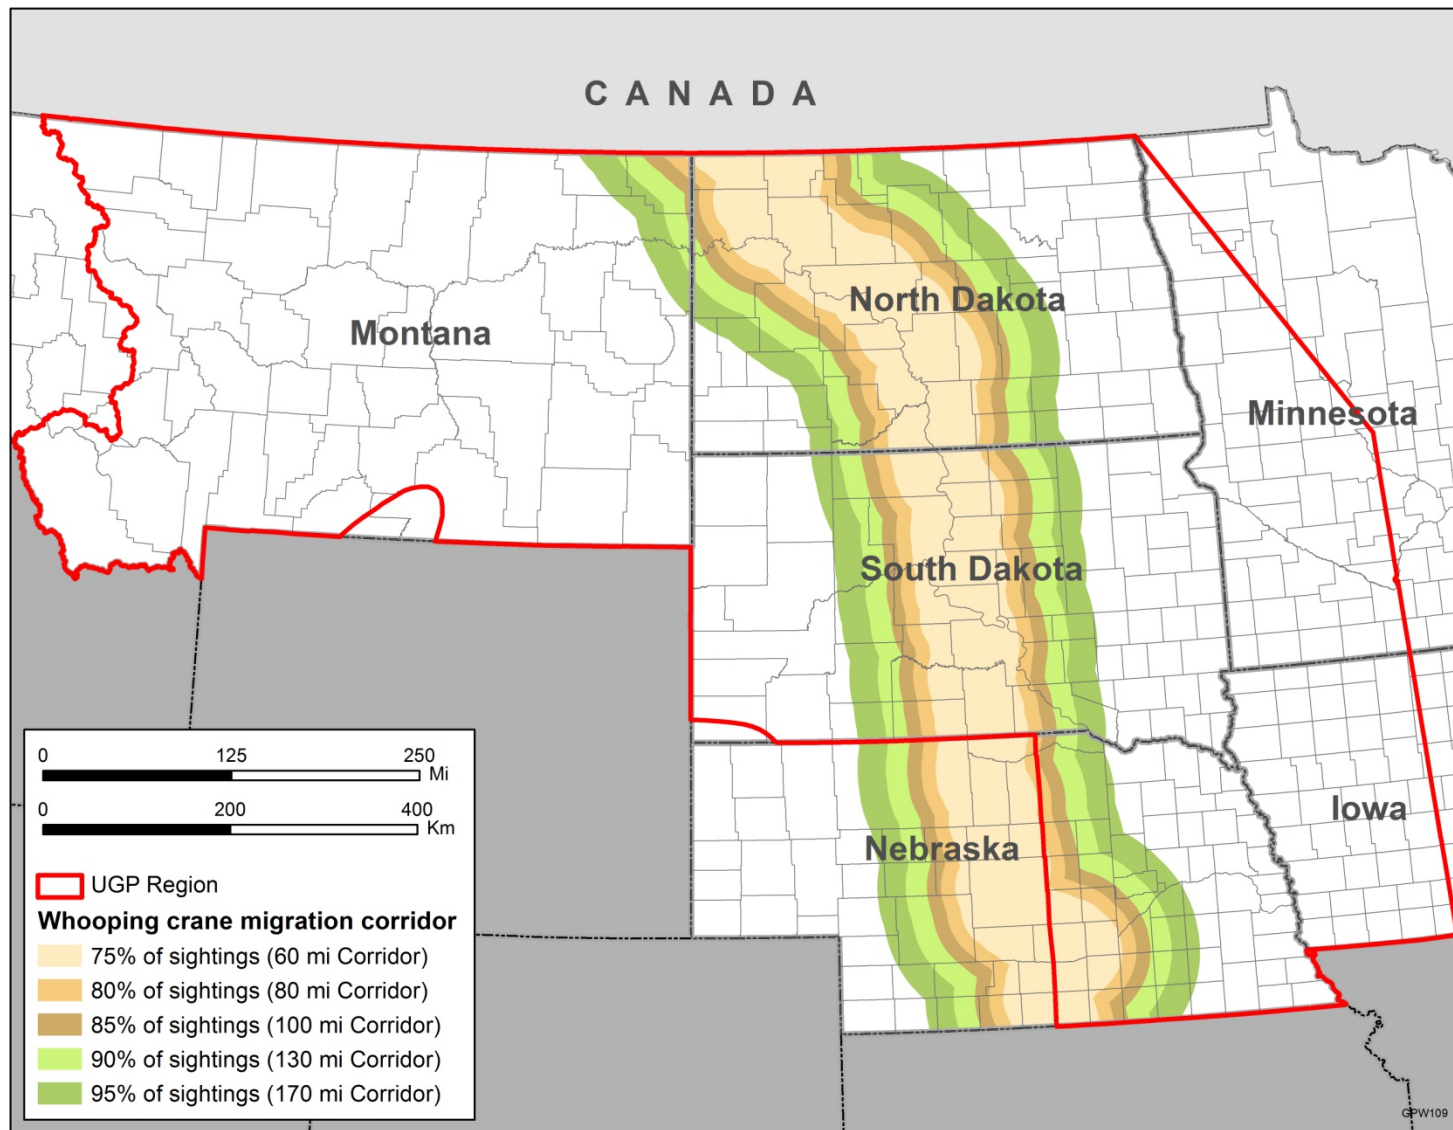 C A N A D A
North Dakota
Montana
Minnesota
South Dakota
Iowa
Nebraska
0 125 250
Mi
0 200 400
Km
UGP Region
Whooping crane migration corridor
75% of sightings (60 mi Corridor)
80% of sightings (80 mi Corridor)
85% of sightings (100 mi Corridor)
90% of sightings (130 mi Corridor)
95% of sightings (170 mi Corridor)
GPW109